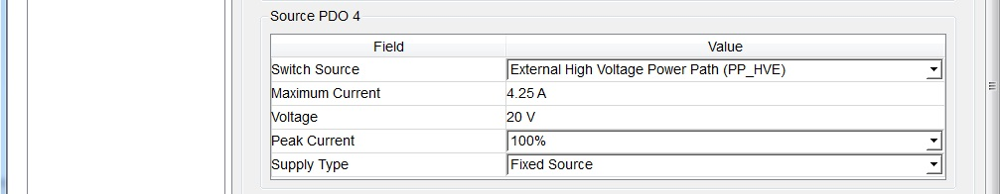 Source PDO 4
Field Value
Switch Source External High Voltage Power Path (PP_HVE)
Maximum Current 4.25 A
Voltage 20 V
Peak Current 100%
Supply Type Fixed Source